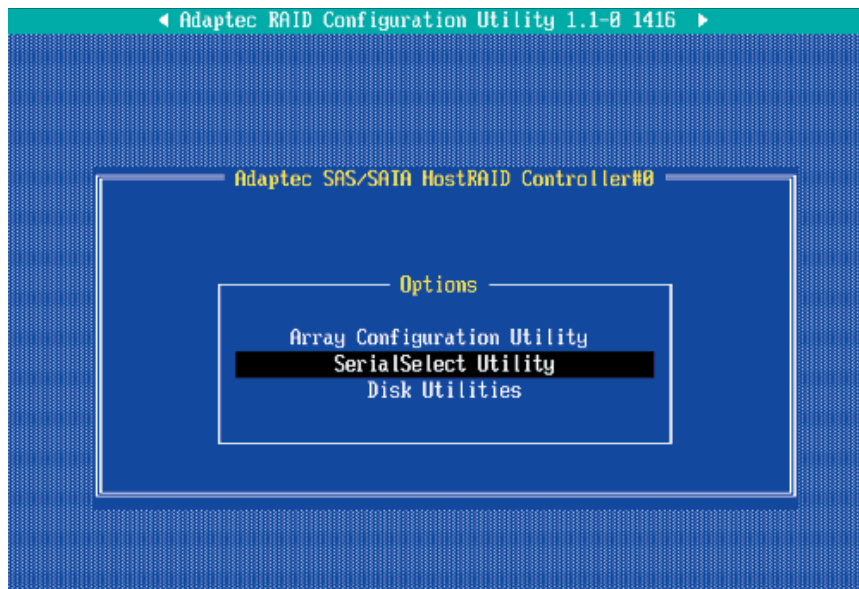 Adaptec RAID Configuration Utility 1.1-0 1416
Adaptec SAS/SATA HostRAID Controller#0
Options
Array Configuration Utility
SerialSelect Utility
Disk Utilities